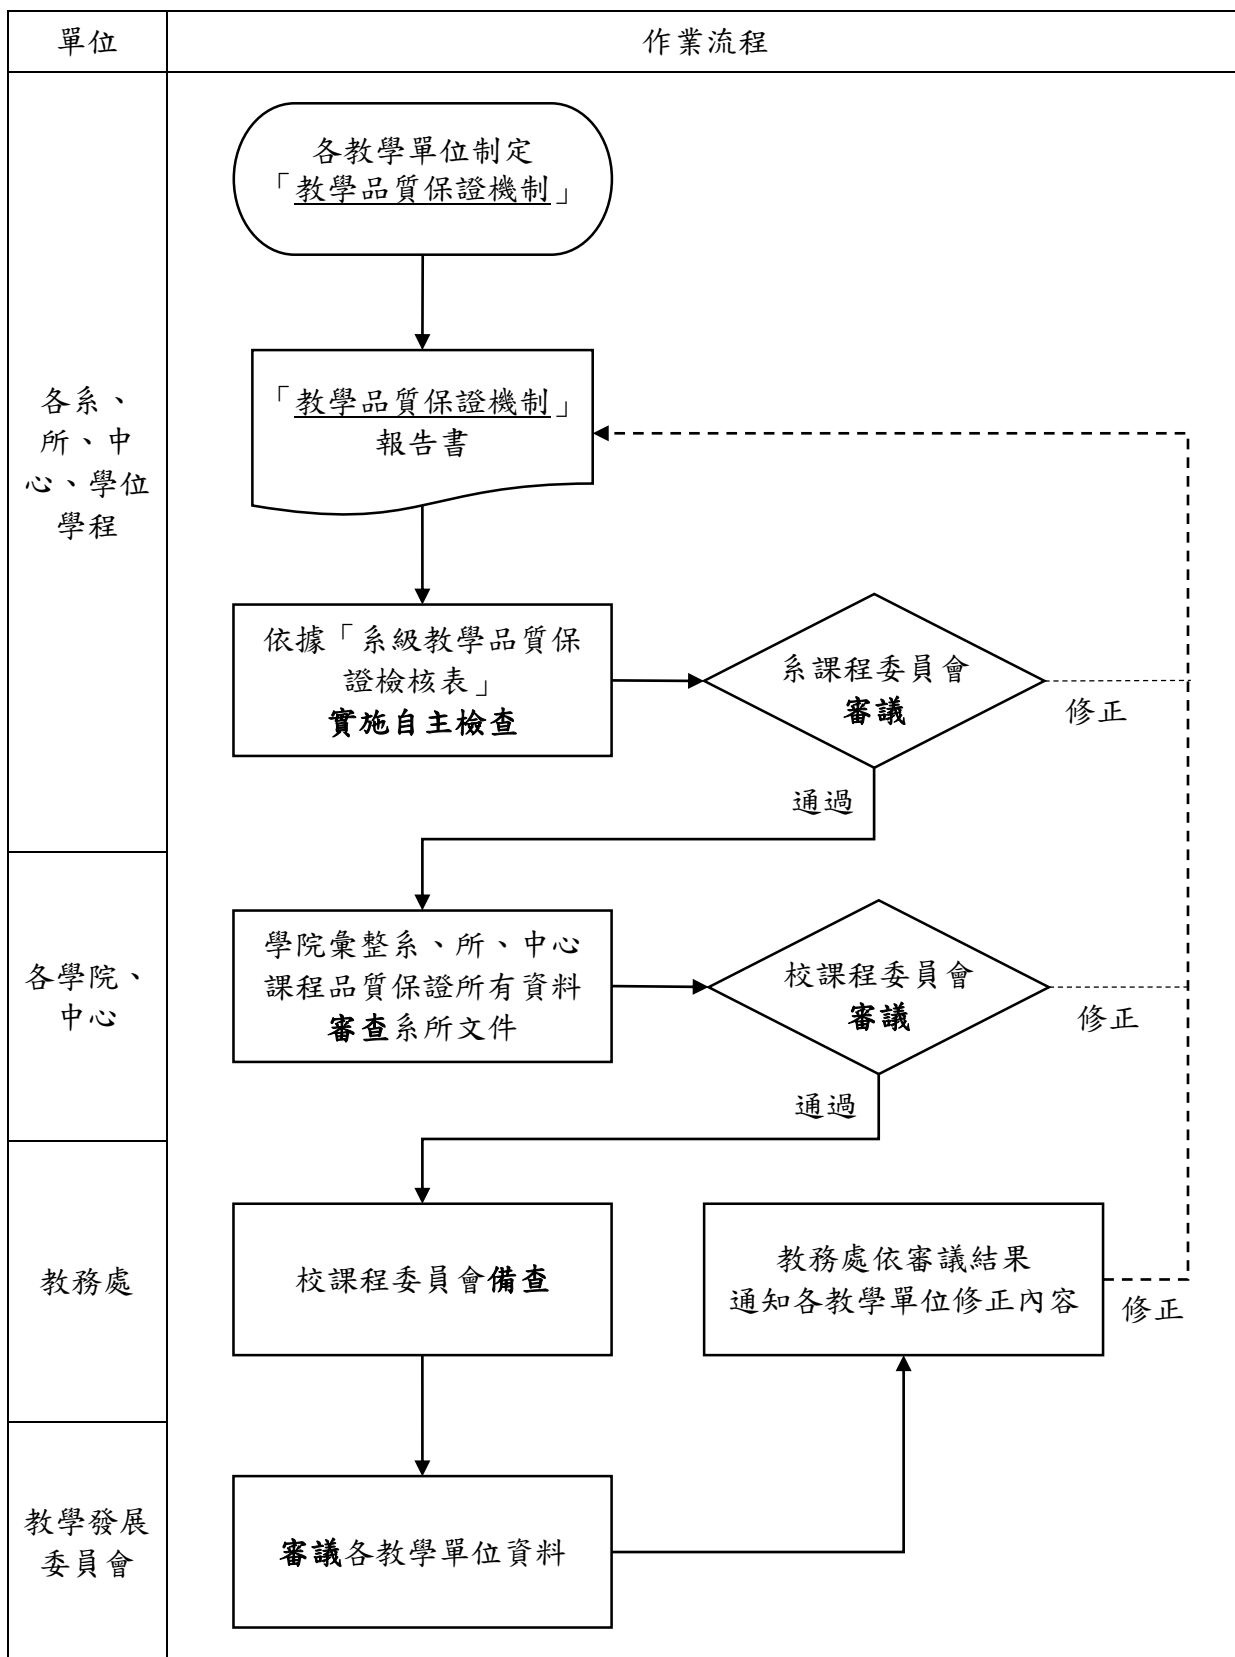 單位
作業流程
各教學單位制定
「教學品質保證機制」
各系、
所、中
心、學位
學程
「教學品質保證機制」
報告書
依據「系級教學品質保
證檢核表」
實施自主檢查
系課程委員會
審議
修正
通過
各學院、
中心
學院彙整系、所、中心
課程品質保證所有資料
審查系所文件
校課程委員會
審議
修正
通過
教務處
校課程委員會備查
教務處依審議結果
通知各教學單位修正內容
修正
教學發展
委員會
審議各教學單位資料